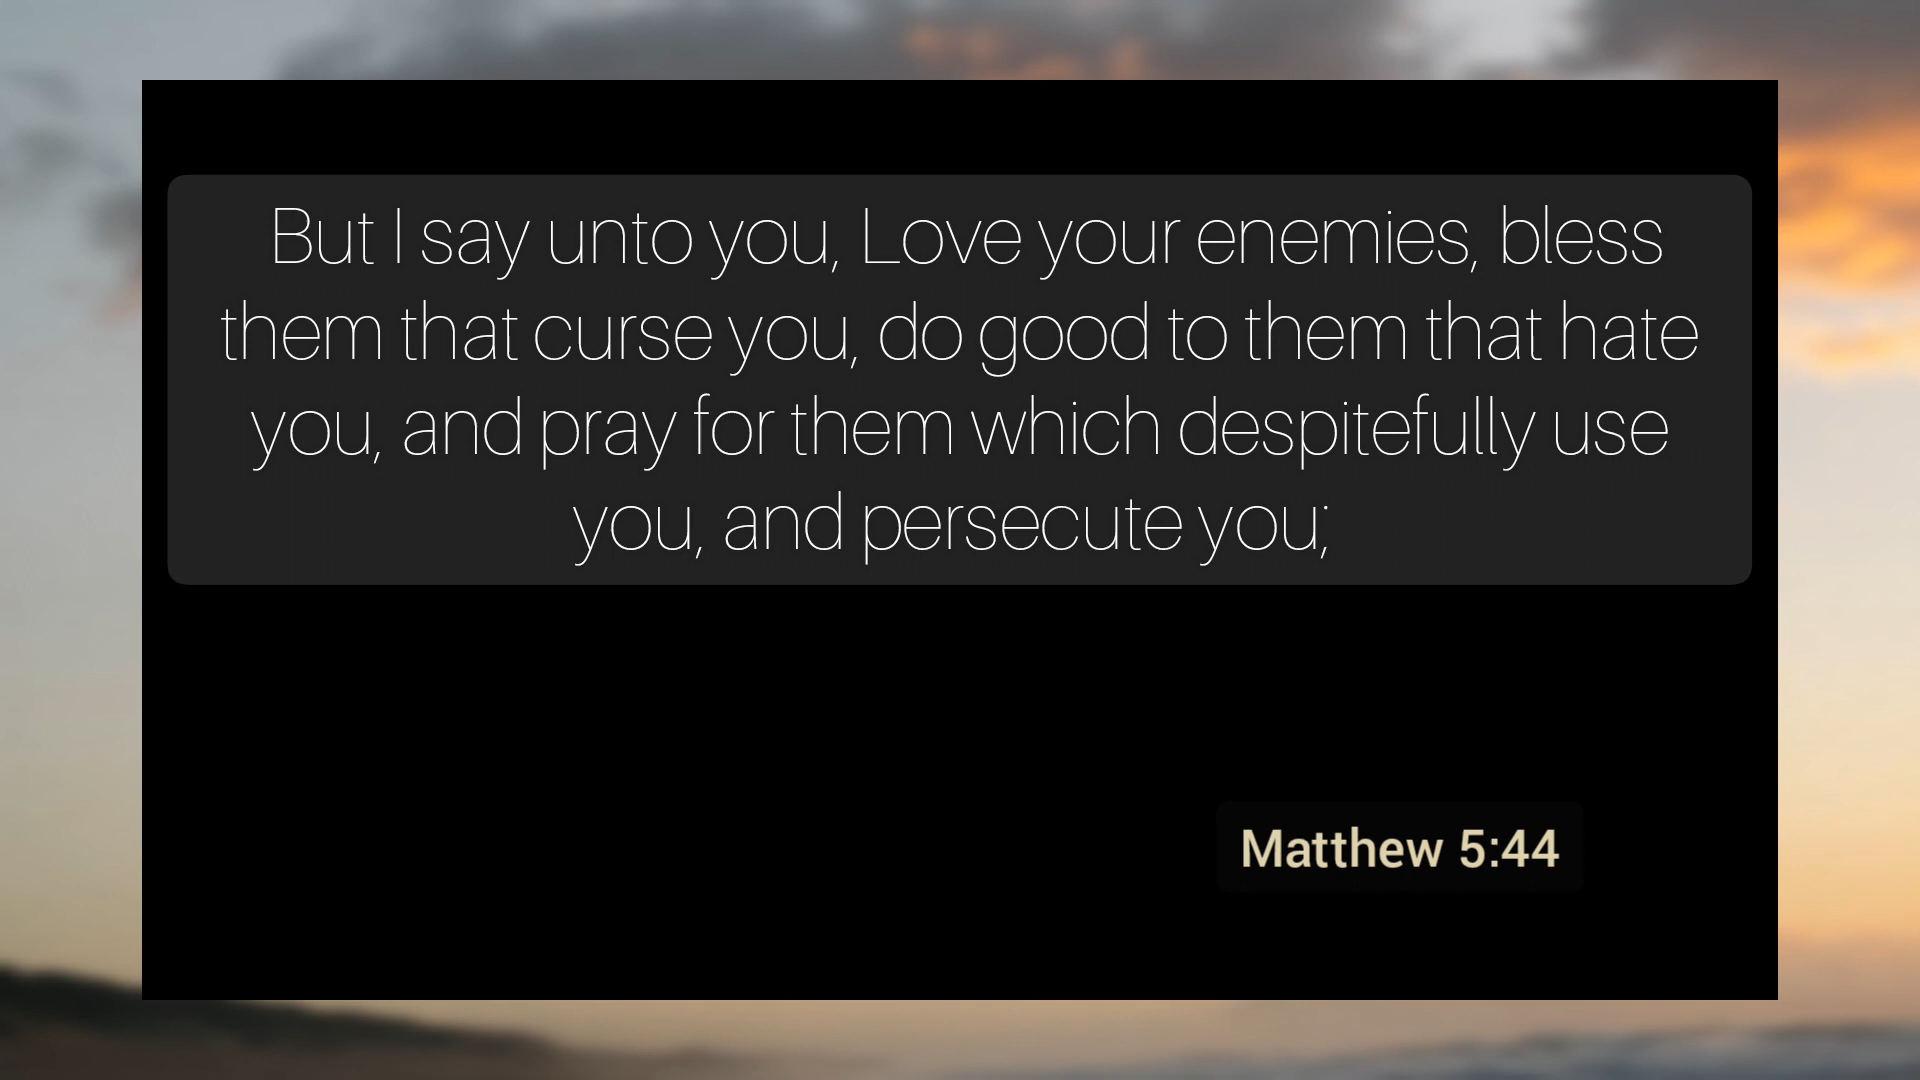 But I say unto you, Love your enemies, bless
them that curse you, do good to them that hate
you, and pray for them which despitefully use
you, and persecute you;
Matthew 5:44